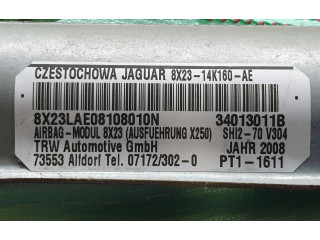 CZESTOCHOWA JAGUAR 8X23-14K160-AE
8X23LAE08108010N 34013011B
AIRBAG-MODUL 8X23 (AUSFUEHRUNG X250) SHI2-70 V304
TRW Automotive GmbH JAHR 2008
73553 Alfdorf Tel. 07172/302-0 PT1-1611